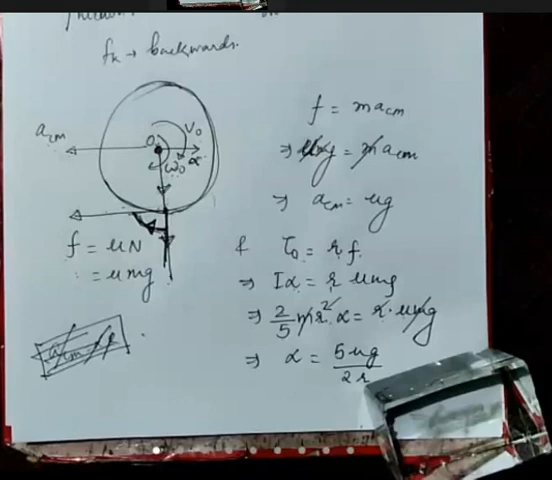 fk → backwards.
acm
O
v0
ω0
α
f = μN
= μmg
f = macm
⇒ μmg = macm
⇒ acm = μg
& τ0 = r f.
⇒ Iα = r μmg
⇒ 2/5 mr² α = r · μmg
⇒ α = 5μg/2r